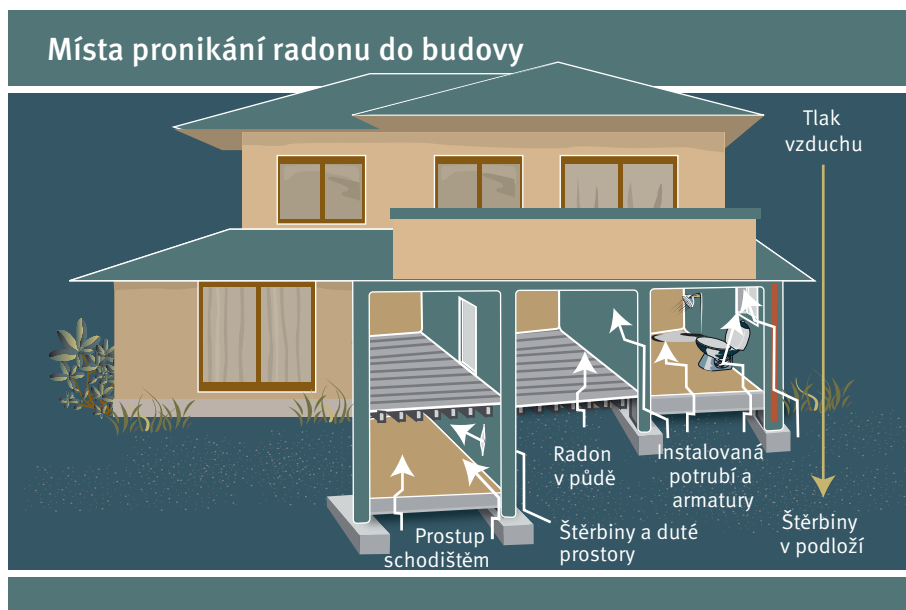 Místa pronikání radonu do budovy
Tlak
vzduchu
Radon
v půdě
Instalovaná
potrubí a
armatury
Prostup
schodištěm
Štěrbiny a duté
prostory
Štěrbiny
v podloží